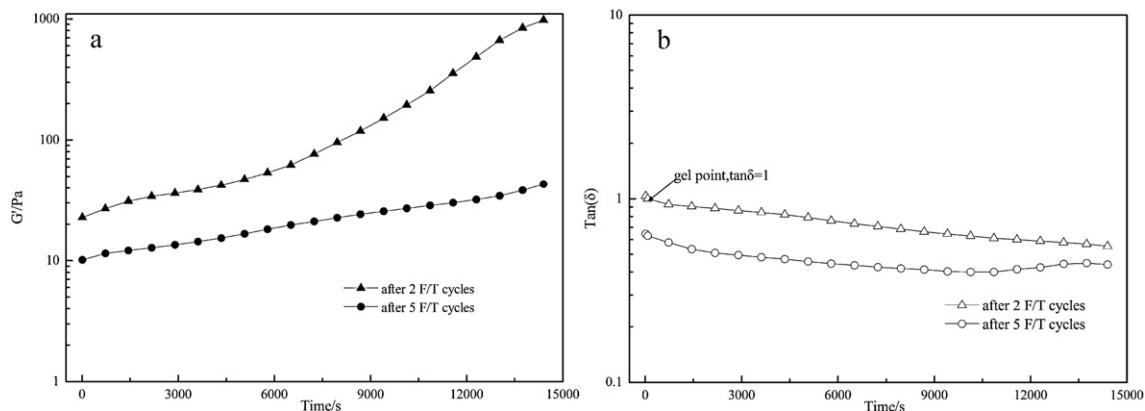 a
1000
100
10
1
G'/Pa
after 2 F/T cycles
after 5 F/T cycles
0 3000 6000 9000 12000 15000
Time/s
b
10
1
0.1
Tan(δ)
gel point,tanδ=1
after 2 F/T cycles
after 5 F/T cycles
0 3000 6000 9000 12000 15000
Time/s